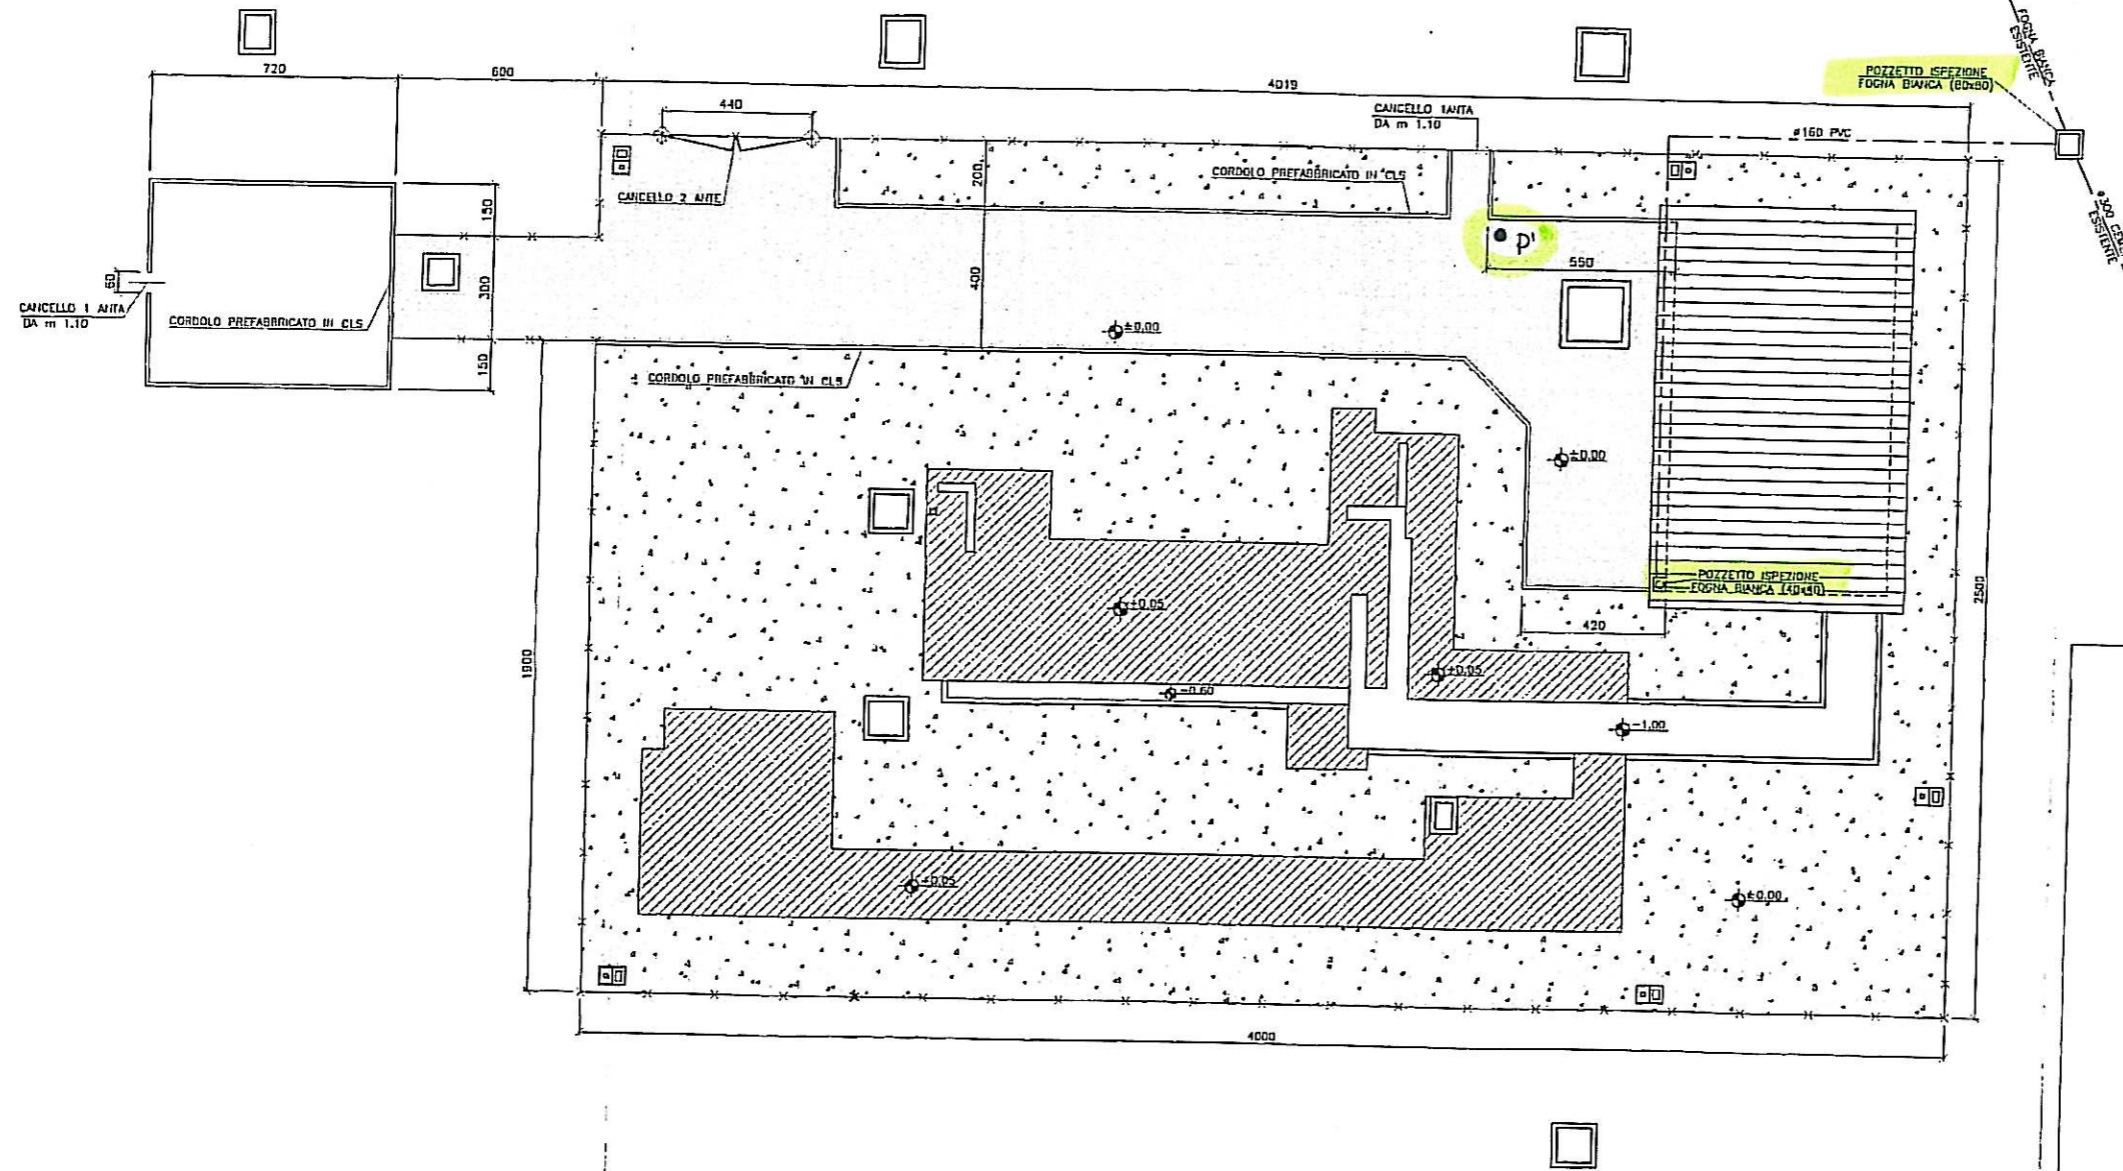 FOGNA BIANCA
ESISTENTE
POZZETTO ISPEZIONE
FOGNA BIANCA (80x80)
720
600
4019
440
CANCELLO 1ANTA
DA m 1.10
ø160 PVC
200
CORDOLO PREFABBRICATO IN CLS
CANCELLO 2 ANTE
150
ø300
ESISTENTE
P'
550
60
300
400
CANCELLO 1 ANTA
DA m 1.10
CORDOLO PREFABBRICATO IN CLS
±0,00
150
CORDOLO PREFABBRICATO IN CLS
±0,00
POZZETTO ISPEZIONE
FOGNA BIANCA (40x40)
2500
+0,05
420
1900
+0,05
-0,60
-1,00
+0,05
±0,00
4000